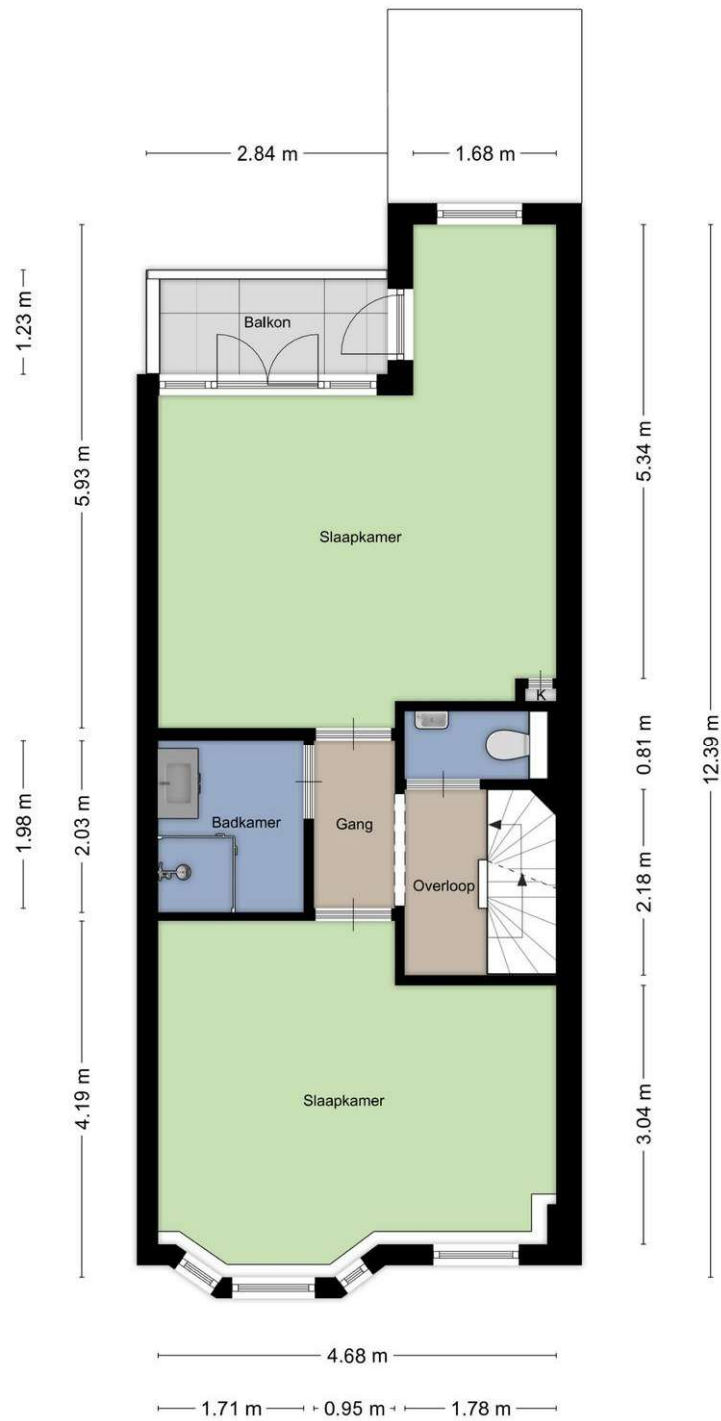 2.84 m
1.68 m
1.23 m
Balkon
5.93 m
5.34 m
Slaapkamer
K
0.81 m
12.39 m
1.98 m
2.03 m
Badkamer
Gang
Overloop
2.18 m
4.19 m
Slaapkamer
3.04 m
4.68 m
1.71 m
0.95 m
1.78 m